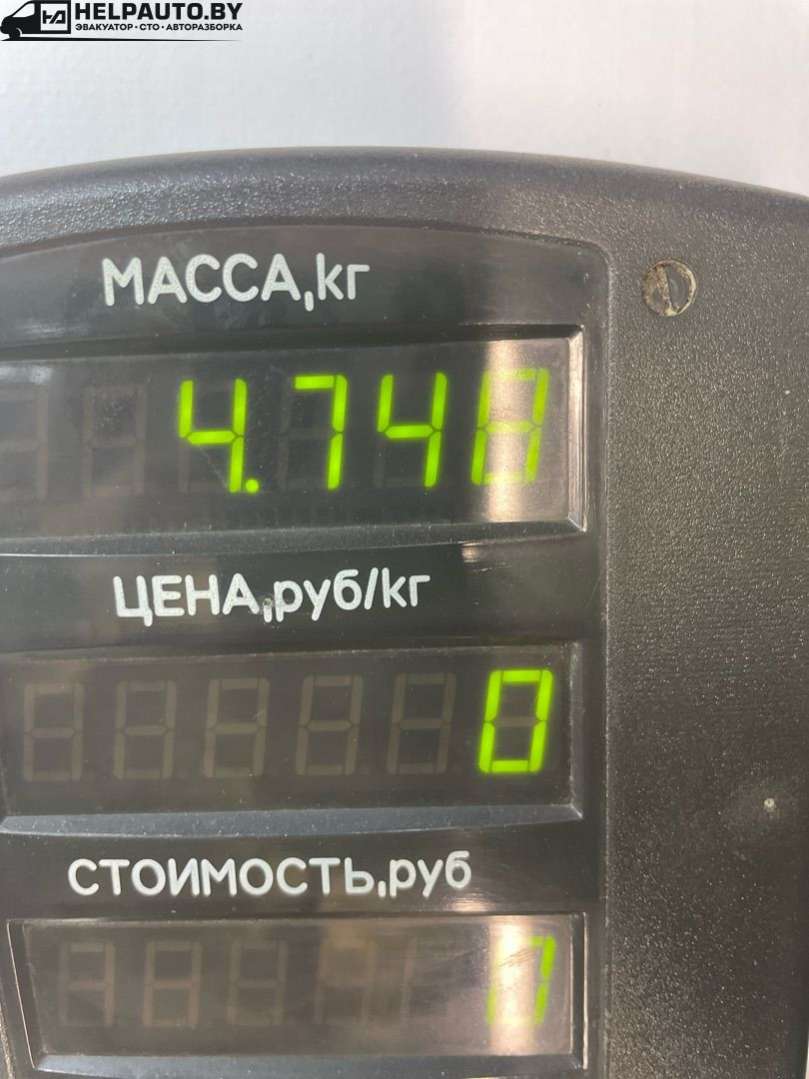 HELPAUTO.BY
ЭВАКУАТОР•СТО•АВТОРАЗБОРКА
МАССА,кг
4.740
ЦЕНА,руб/кг
0
СТОИМОСТЬ,руб
0